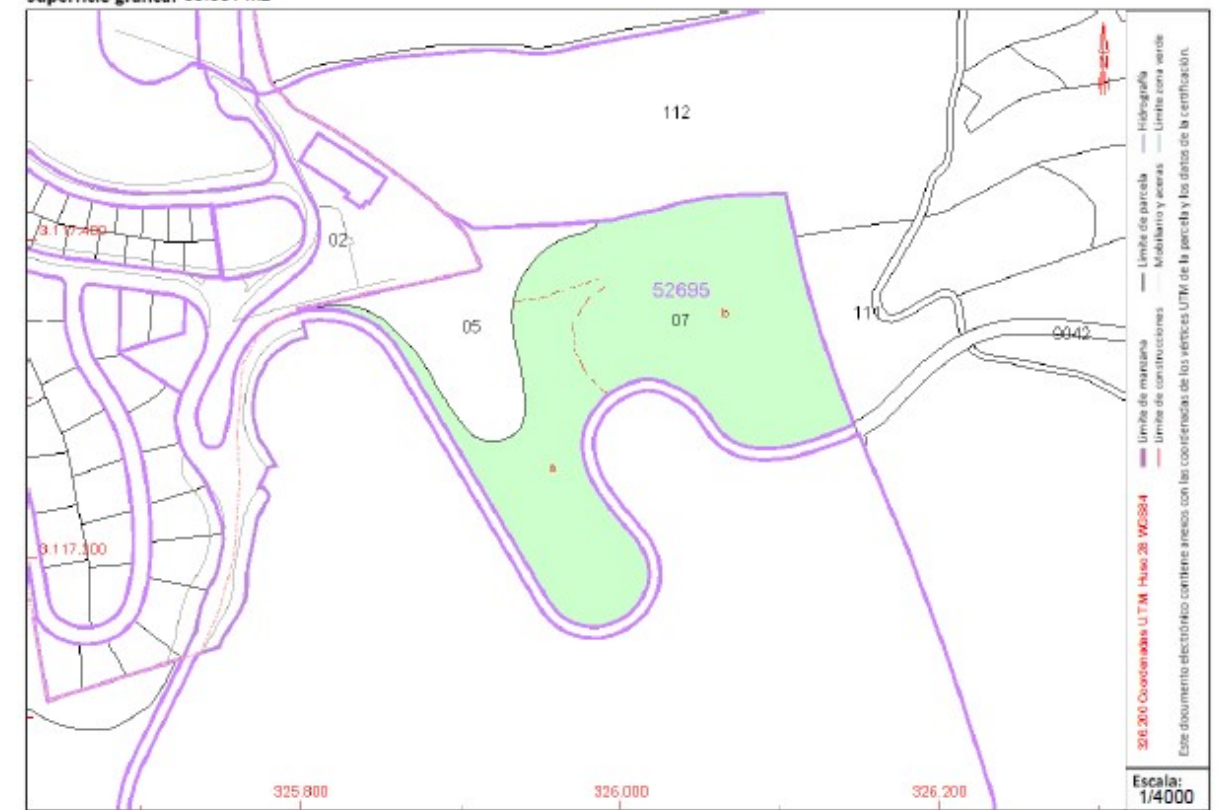 112
3.117.400
02
52695
b
07
05
111
9042
a
3.117.200
325.800
326.000
326.200
326.200 Coordenadas U.T.M. Huso 28 WGS84
Límite de manzana
Límite de parcela
Hidrografía
Límite de construcciones
Mobiliario y aceras
Límite zona verde
Este documento electrónico contiene anexos con las coordenadas de los vértices UTM de la parcela y los datos de la certificación.
Escala:
1/4000